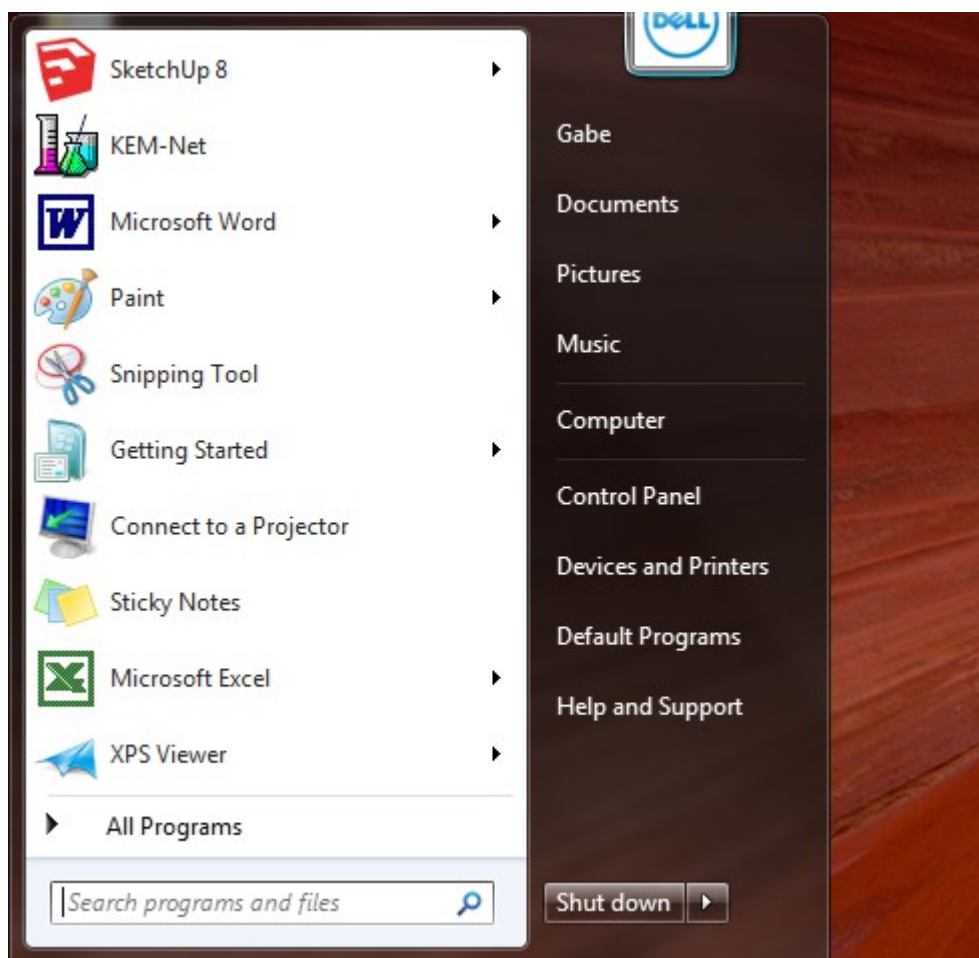 SketchUp 8
KEM-Net
Microsoft Word
Paint
Snipping Tool
Getting Started
Connect to a Projector
Sticky Notes
Microsoft Excel
XPS Viewer
All Programs
Search programs and files
DELL
Gabe
Documents
Pictures
Music
Computer
Control Panel
Devices and Printers
Default Programs
Help and Support
Shut down